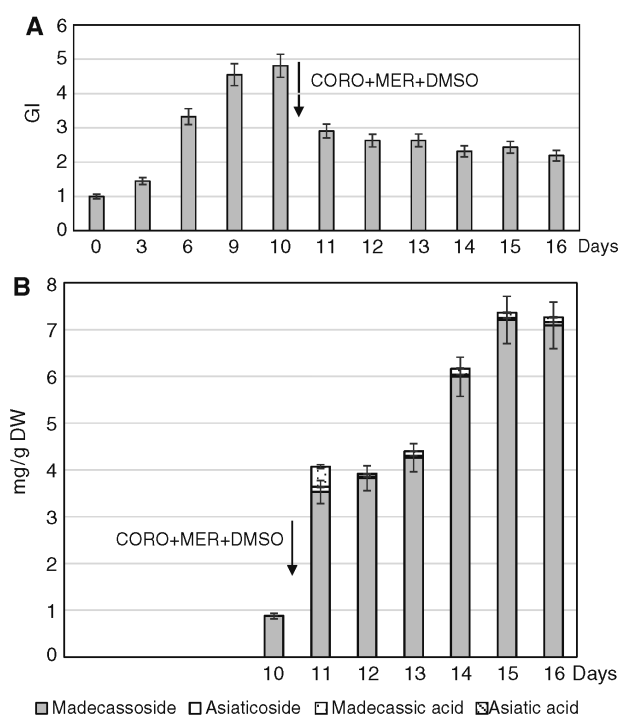 A
6
5
4
3
2
1
0
GI
CORO+MER+DMSO
0 3 6 9 10 11 12 13 14 15 16 Days
B
8
7
6
5
4
3
2
1
0
mg/g DW
CORO+MER+DMSO
10 11 12 13 14 15 16 Days
Madecassoside Asiaticoside Madecassic acid Asiatic acid